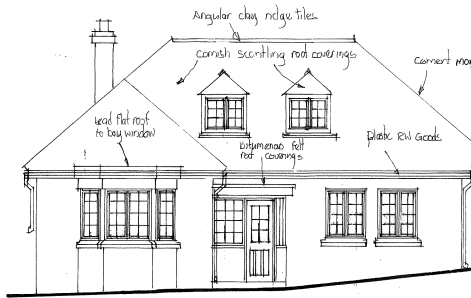 Angular clay ridge tiles
Cornish scantling roof coverings
Cement mor
lead flat roof
to bay window
bitumenous felt
roof coverings
plastic RW Goods